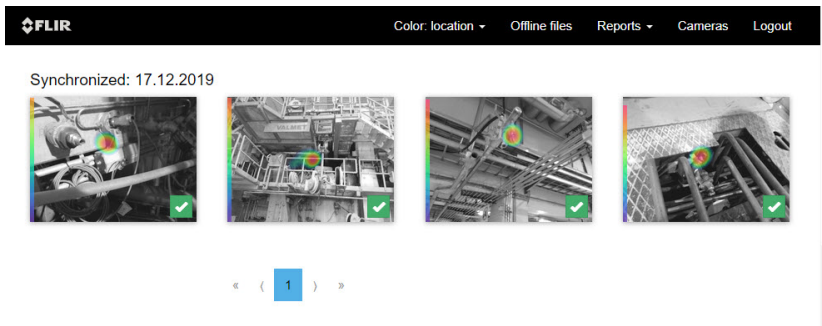 FLIR Color: location Offline files Reports Cameras Logout
Synchronized: 17.12.2019
VALMET
« ⟨ 1 ⟩ »